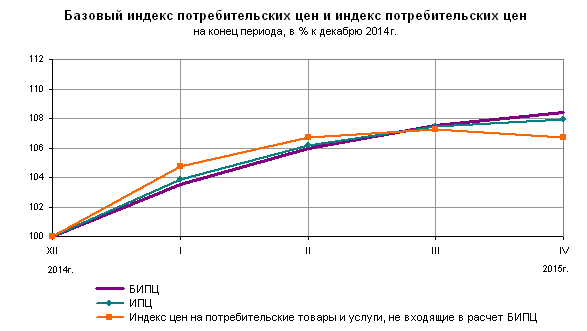 Базовый индекс потребительских цен и индекс потребительских цен
на конец периода, в % к декабрю 2014г.
112
110
108
106
104
102
100
XII
I
II
III
IV
2014г.
2015г.
БИПЦ
ИПЦ
Индекс цен на потребительские товары и услуги, не входящие в расчет БИПЦ